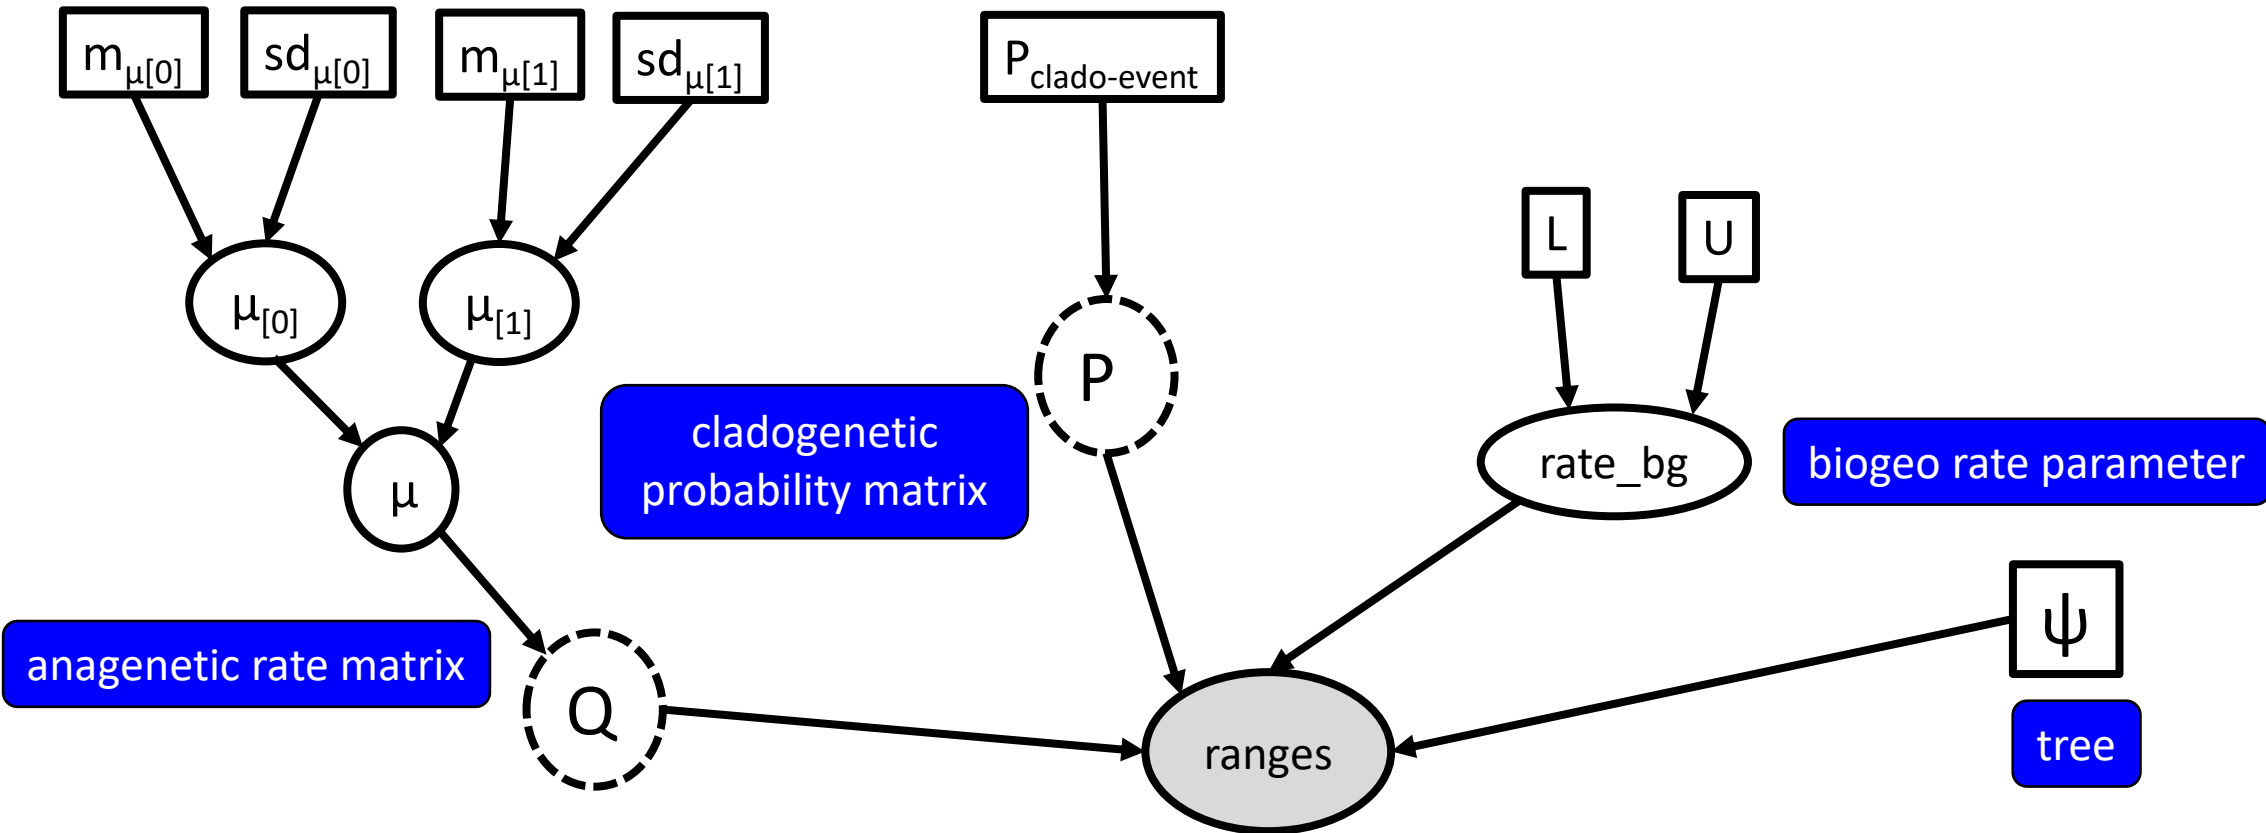 mμ[0]
sdμ[0]
mμ[1]
sdμ[1]
Pclado-event
L
U
μ[0]
μ[1]
P
cladogenetic
probability matrix
rate_bg
biogeo rate parameter
μ
ψ
anagenetic rate matrix
Q
ranges
tree